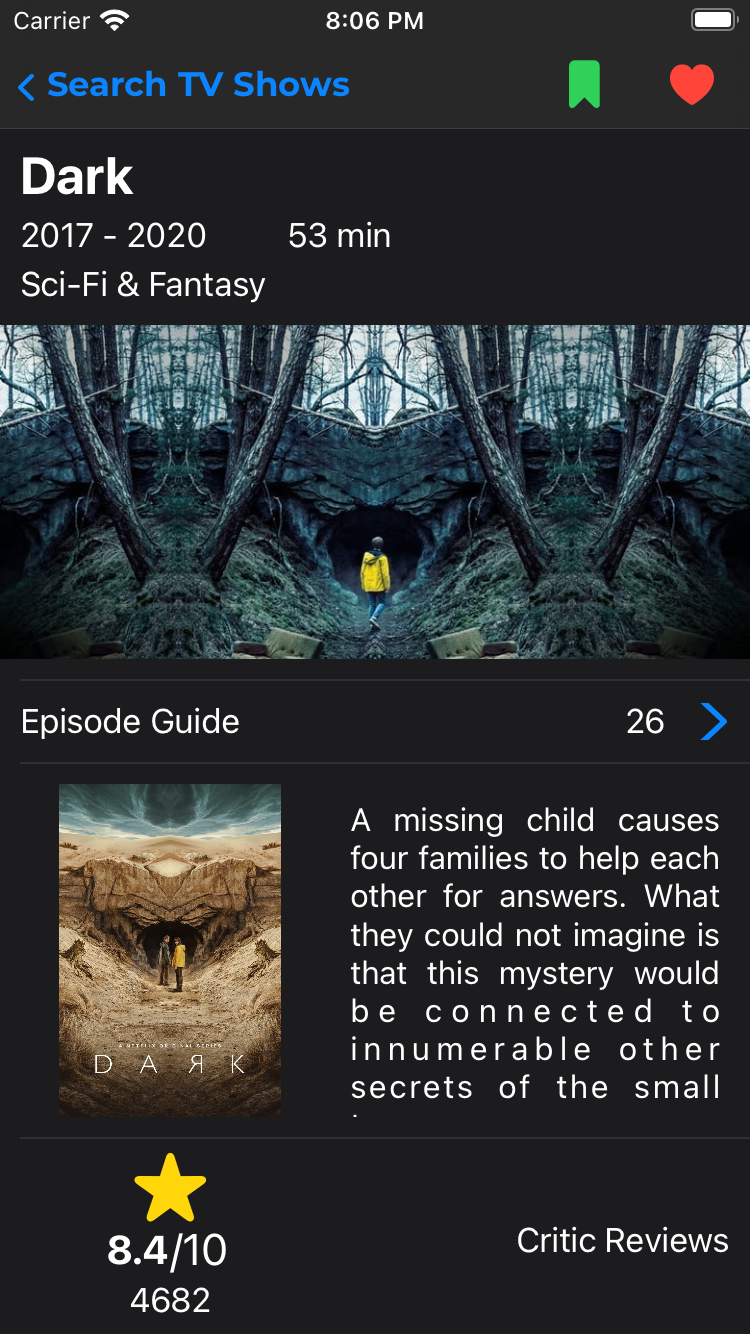 Carrier 8:06 PM
Search TV Shows
Dark
2017 - 2020 53 min
Sci-Fi & Fantasy
Episode Guide 26
A NETFLIX ORIGINAL SERIES
D A Я K
A missing child causes
four families to help each
other for answers. What
they could not imagine is
that this mystery would
be connected to
innumerable other
secrets of the small
8.4/10
4682
Critic Reviews